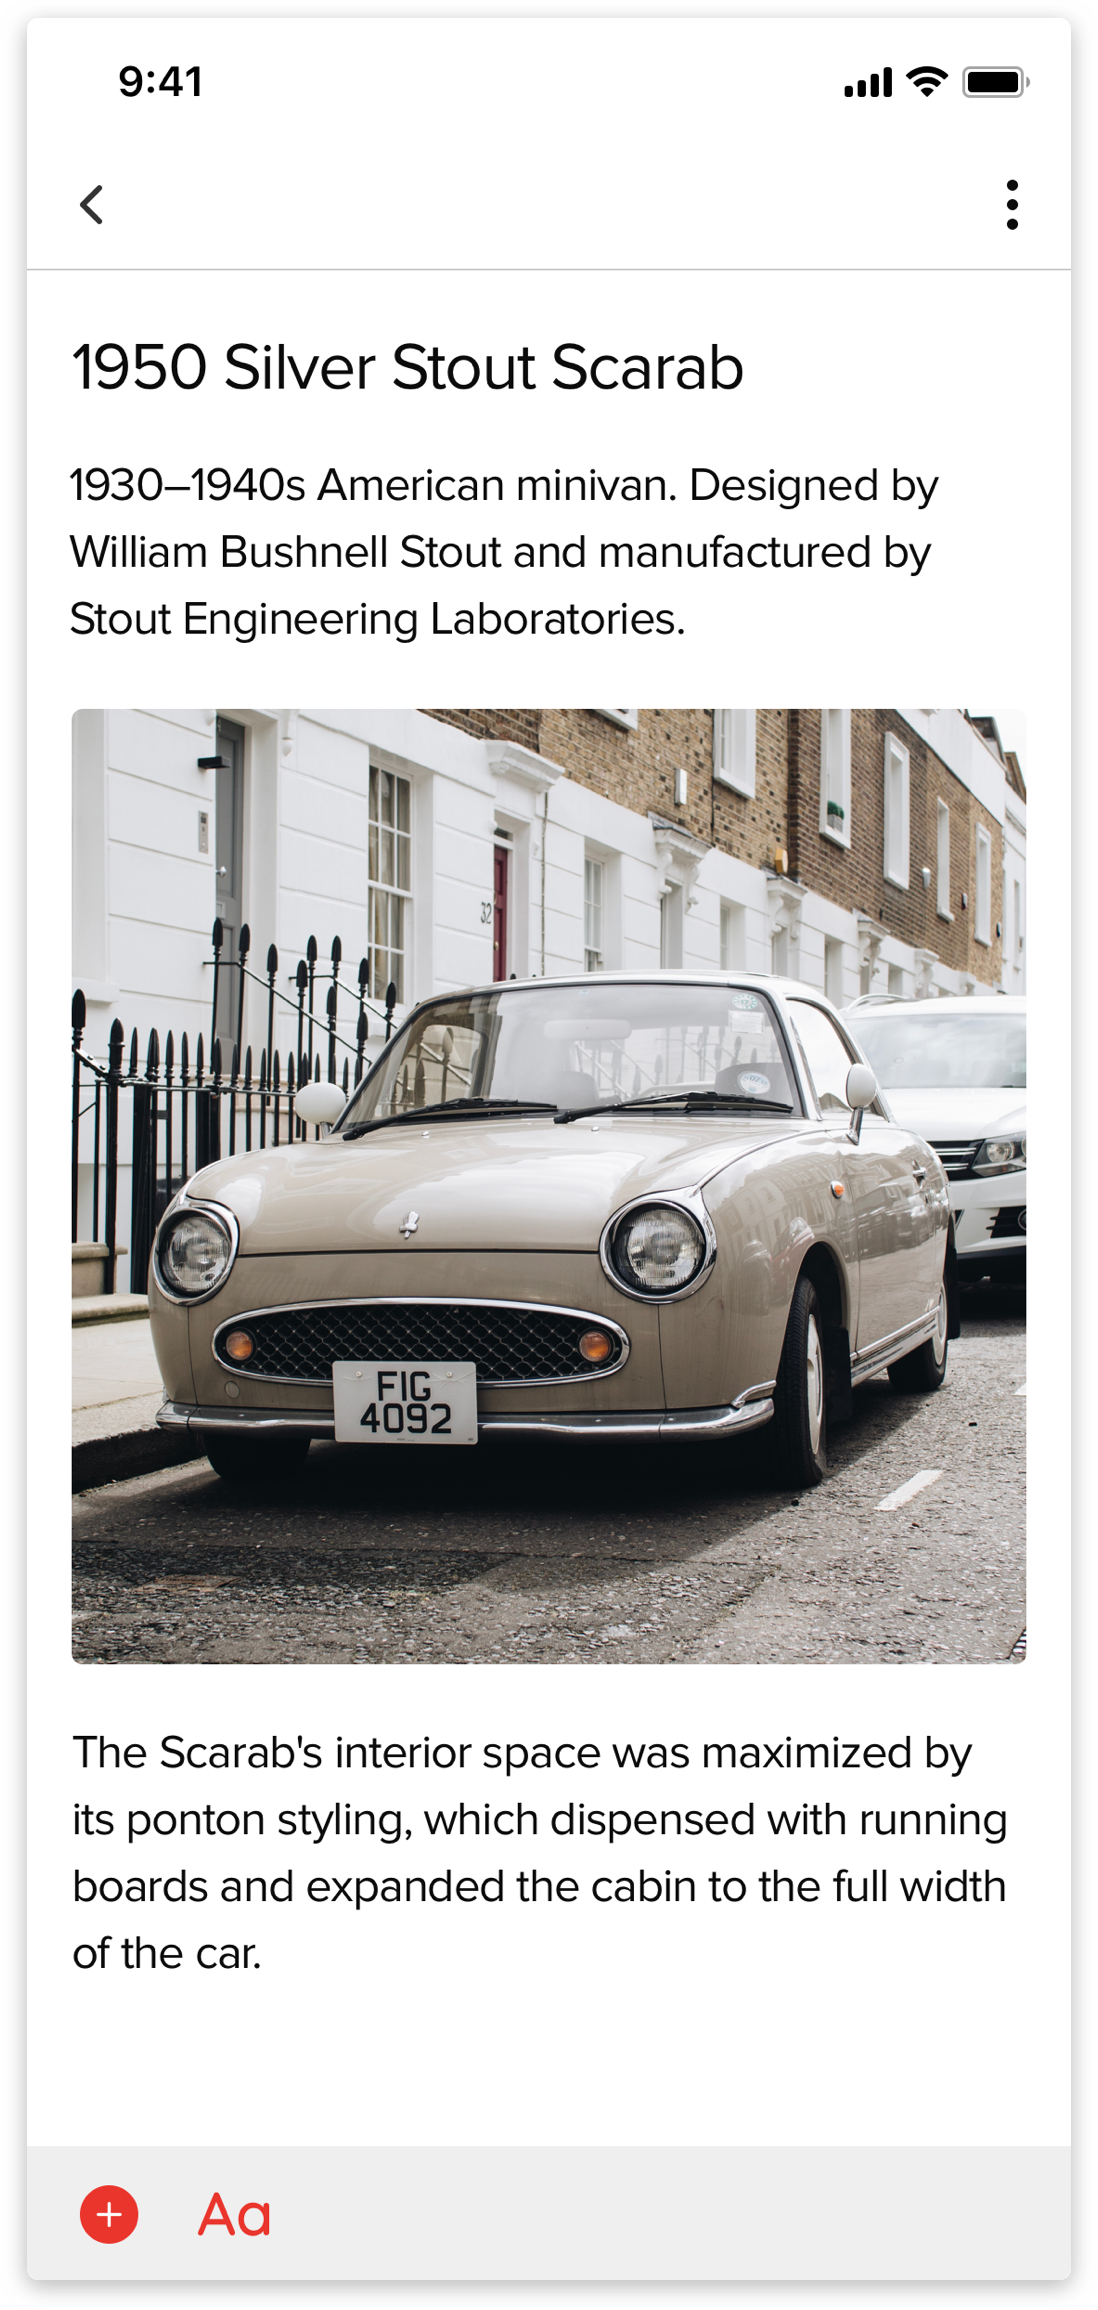 9:41
1950 Silver Stout Scarab
1930–1940s American minivan. Designed by
William Bushnell Stout and manufactured by
Stout Engineering Laboratories.
32
FIG
4092
The Scarab's interior space was maximized by
its ponton styling, which dispensed with running
boards and expanded the cabin to the full width
of the car.
Aa